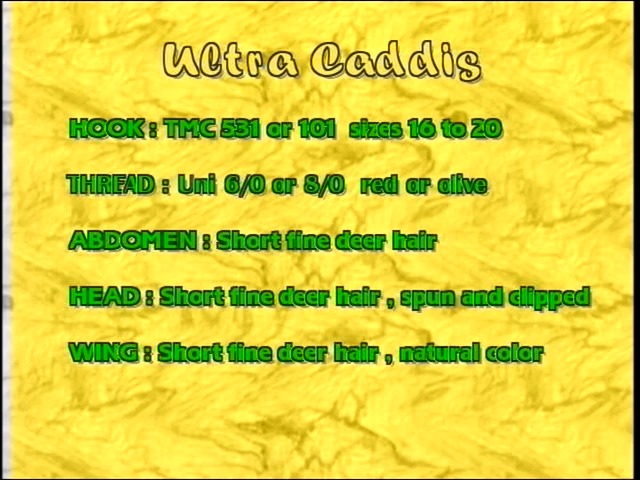 Ultra Caddis
HOOK : TMC 531 or 101 sizes 16 to 20
THREAD : Uni 6/0 or 8/0 red or olive
ABDOMEN : Short fine deer hair
HEAD : Short fine deer hair , spun and clipped
WING : Short fine deer hair , natural color